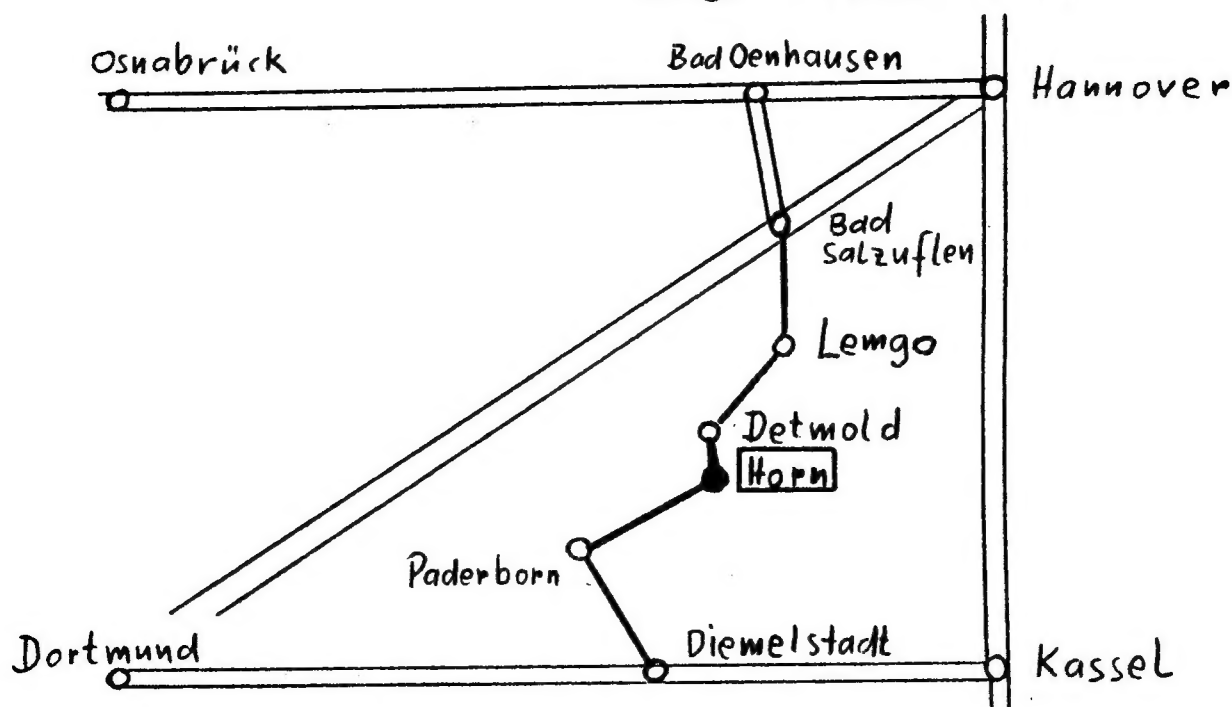 Osnabrück
Bad Oenhausen
Hannover
Bad
Salzuflen
Lemgo
Detmold
Horn
Paderborn
Dortmund
Diemelstadt
Kassel